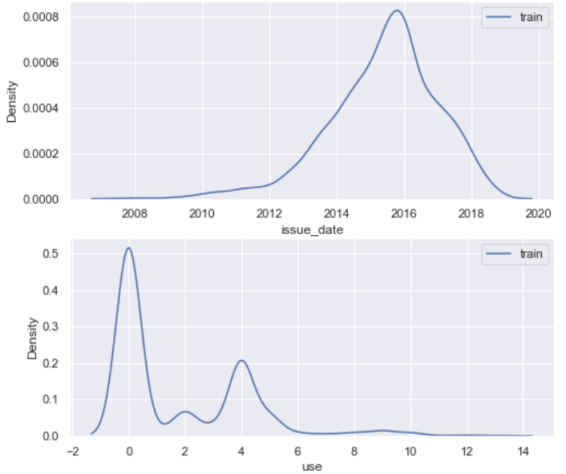 0.0008
train
0.0006
Density
0.0004
0.0002
0.0000
2008 2010 2012 2014 2016 2018 2020
issue_date
0.5
train
0.4
0.3
Density
0.2
0.1
0.0
−2 0 2 4 6 8 10 12 14
use